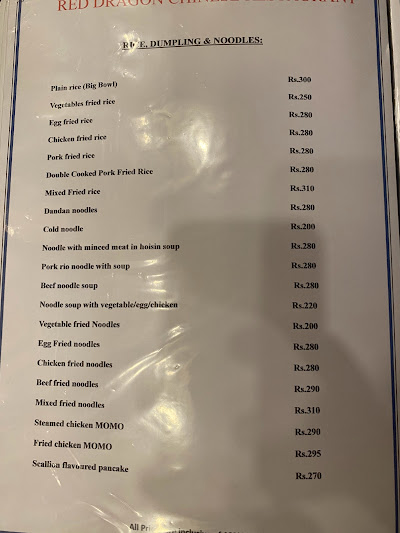 RED DRAGON CHINESE RESTAURANT
RICE, DUMPLING & NOODLES:
Plain rice (Big Bowl) Rs.300
Vegetables fried rice Rs.250
Egg fried rice Rs.280
Chicken fried rice Rs.280
Pork fried rice Rs.280
Double Cooked Pork Fried Rice Rs.280
Mixed Fried rice Rs.310
Dandan noodles Rs.280
Cold noodle Rs.200
Noodle with minced meat in hoisin soup Rs.280
Pork rio noodle with soup Rs.280
Beef noodle soup Rs.280
Noodle soup with vegetable/egg/chicken Rs.220
Vegetable fried Noodles Rs.200
Egg Fried noodles Rs.280
Chicken fried noodles Rs.280
Beef fried noodles Rs.290
Mixed fried noodles Rs.310
Steamed chicken MOMO Rs.290
Fried chicken MOMO Rs.295
Scallion flavoured pancake Rs.270
All